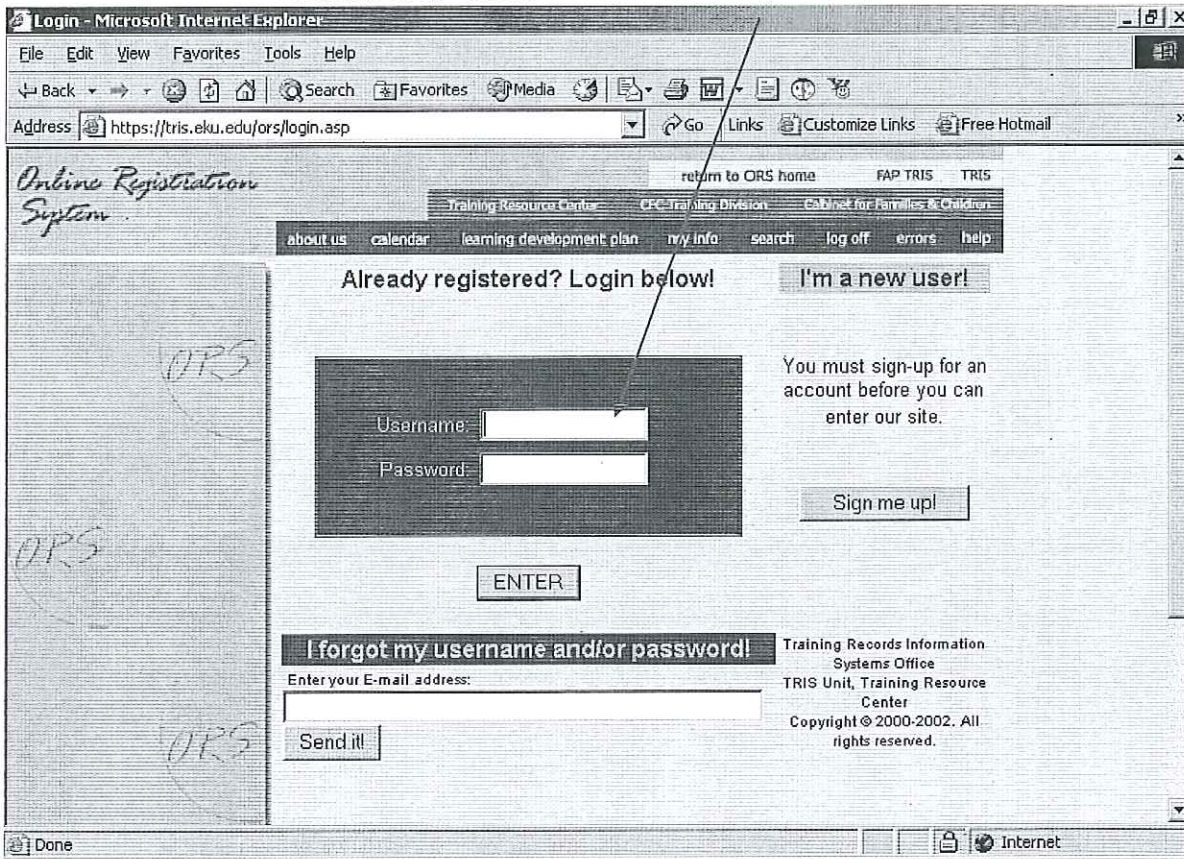 Login - Microsoft Internet Explorer
File Edit View Favorites Tools Help
Back Search Favorites Media
Address https://tris.eku.edu/ors/login.asp Go Links Customize Links Free Hotmail »
Online Registration
System
return to ORS home FAP TRIS TRIS
Training Resource Center CFC Training Division Cabinet for Families & Children
about us calendar learning development plan my info search log off errors help
Already registered? Login below!
I'm a new user!
ORS
You must sign-up for an
account before you can
enter our site.
Username:
Password:
Sign me up!
ORS
ENTER
I forgot my username and/or password!
Enter your E-mail address:
Send it!
Training Records Information
Systems Office
TRIS Unit, Training Resource
Center
Copyright © 2000-2002. All
rights reserved.
ORS
Done Internet